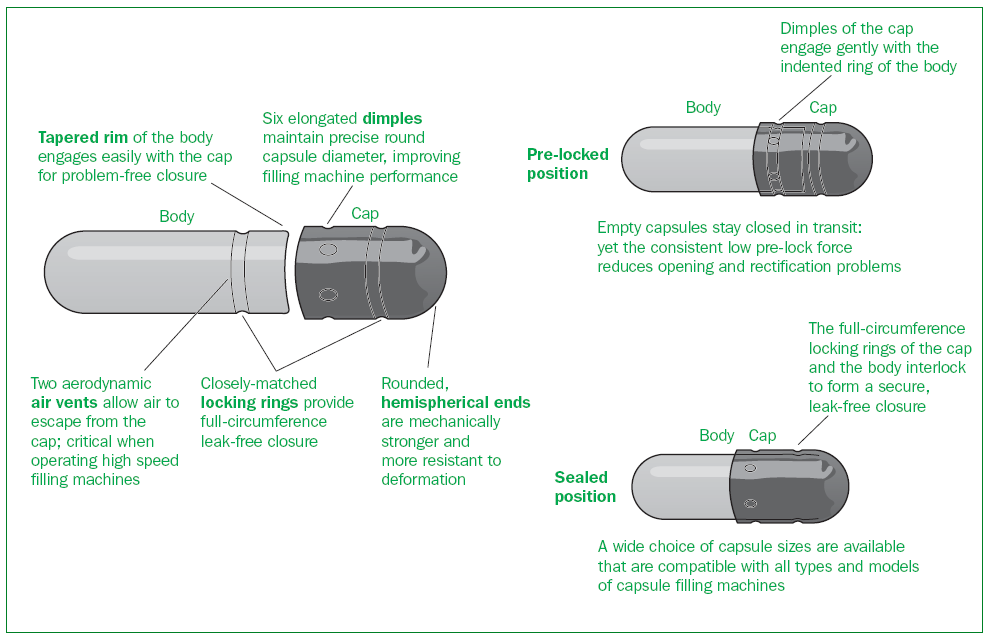 Tapered rim of the body
engages easily with the cap
for problem-free closure
Six elongated dimples
maintain precise round
capsule diameter, improving
filling machine performance
Body
Cap
Two aerodynamic
air vents allow air to
escape from the
cap; critical when
operating high speed
filling machines
Closely-matched
locking rings provide
full-circumference
leak-free closure
Rounded,
hemispherical ends
are mechanically
stronger and
more resistant to
deformation
Dimples of the cap
engage gently with the
indented ring of the body
Body
Cap
Pre-locked
position
Empty capsules stay closed in transit:
yet the consistent low pre-lock force
reduces opening and rectification problems
The full-circumference
locking rings of the cap
and the body interlock
to form a secure,
leak-free closure
Body Cap
Sealed
position
A wide choice of capsule sizes are available
that are compatible with all types and models
of capsule filling machines